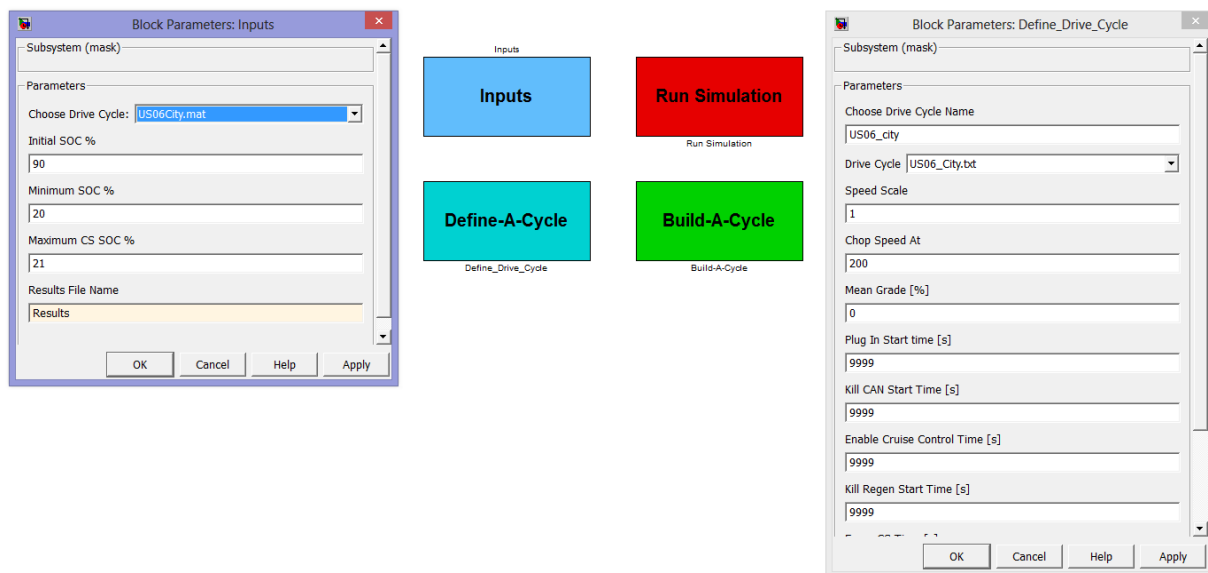 Block Parameters: Inputs
Subsystem (mask)
Parameters
Choose Drive Cycle: US06City.mat
Initial SOC %
90
Minimum SOC %
20
Maximum CS SOC %
21
Results File Name
Results
OK Cancel Help Apply
Inputs
Inputs
Run Simulation
Run Simulation
Define-A-Cycle
Define_Drive_Cycle
Build-A-Cycle
Build-A-Cycle
Block Parameters: Define_Drive_Cycle
Subsystem (mask)
Parameters
Choose Drive Cycle Name
US06_city
Drive Cycle US06_City.txt
Speed Scale
1
Chop Speed At
200
Mean Grade [%]
0
Plug In Start time [s]
9999
Kill CAN Start Time [s]
9999
Enable Cruise Control Time [s]
9999
Kill Regen Start Time [s]
9999
OK Cancel Help Apply